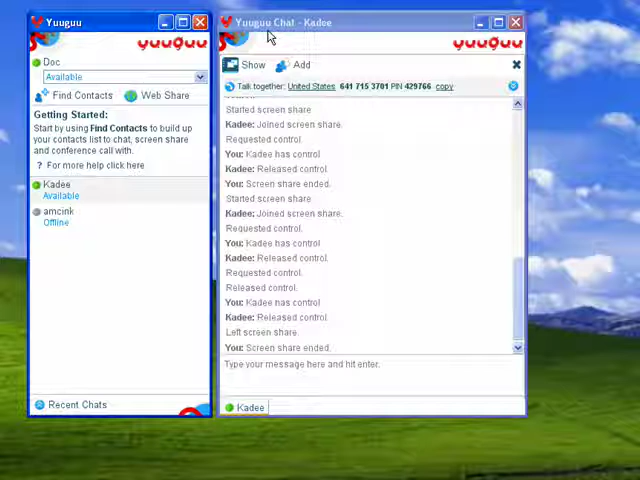 Yuuguu
yuuguu
Doc
Available
Find Contacts
Web Share
Getting Started:
Start by using Find Contacts to build
up your contacts list to chat, screen share
and conference call with.
? For more help click here
Kadee
Available
amcink
Offline
Recent Chats
Yuuguu Chat - Kadee
yuuguu
Show
Add
Talk together: United States 641 715 3701 PIN 429766 copy
Started screen share
Kadee: Joined screen share.
Requested control.
You: Kadee has control
Kadee: Released control.
You: Screen share ended.
Started screen share
Kadee: Joined screen share.
Requested control.
You: Kadee has control
Kadee: Released control.
Requested control.
Released control.
You: Kadee has control
Kadee: Released control.
Left screen share.
You: Screen share ended.
Type your message here and hit enter.
Kadee